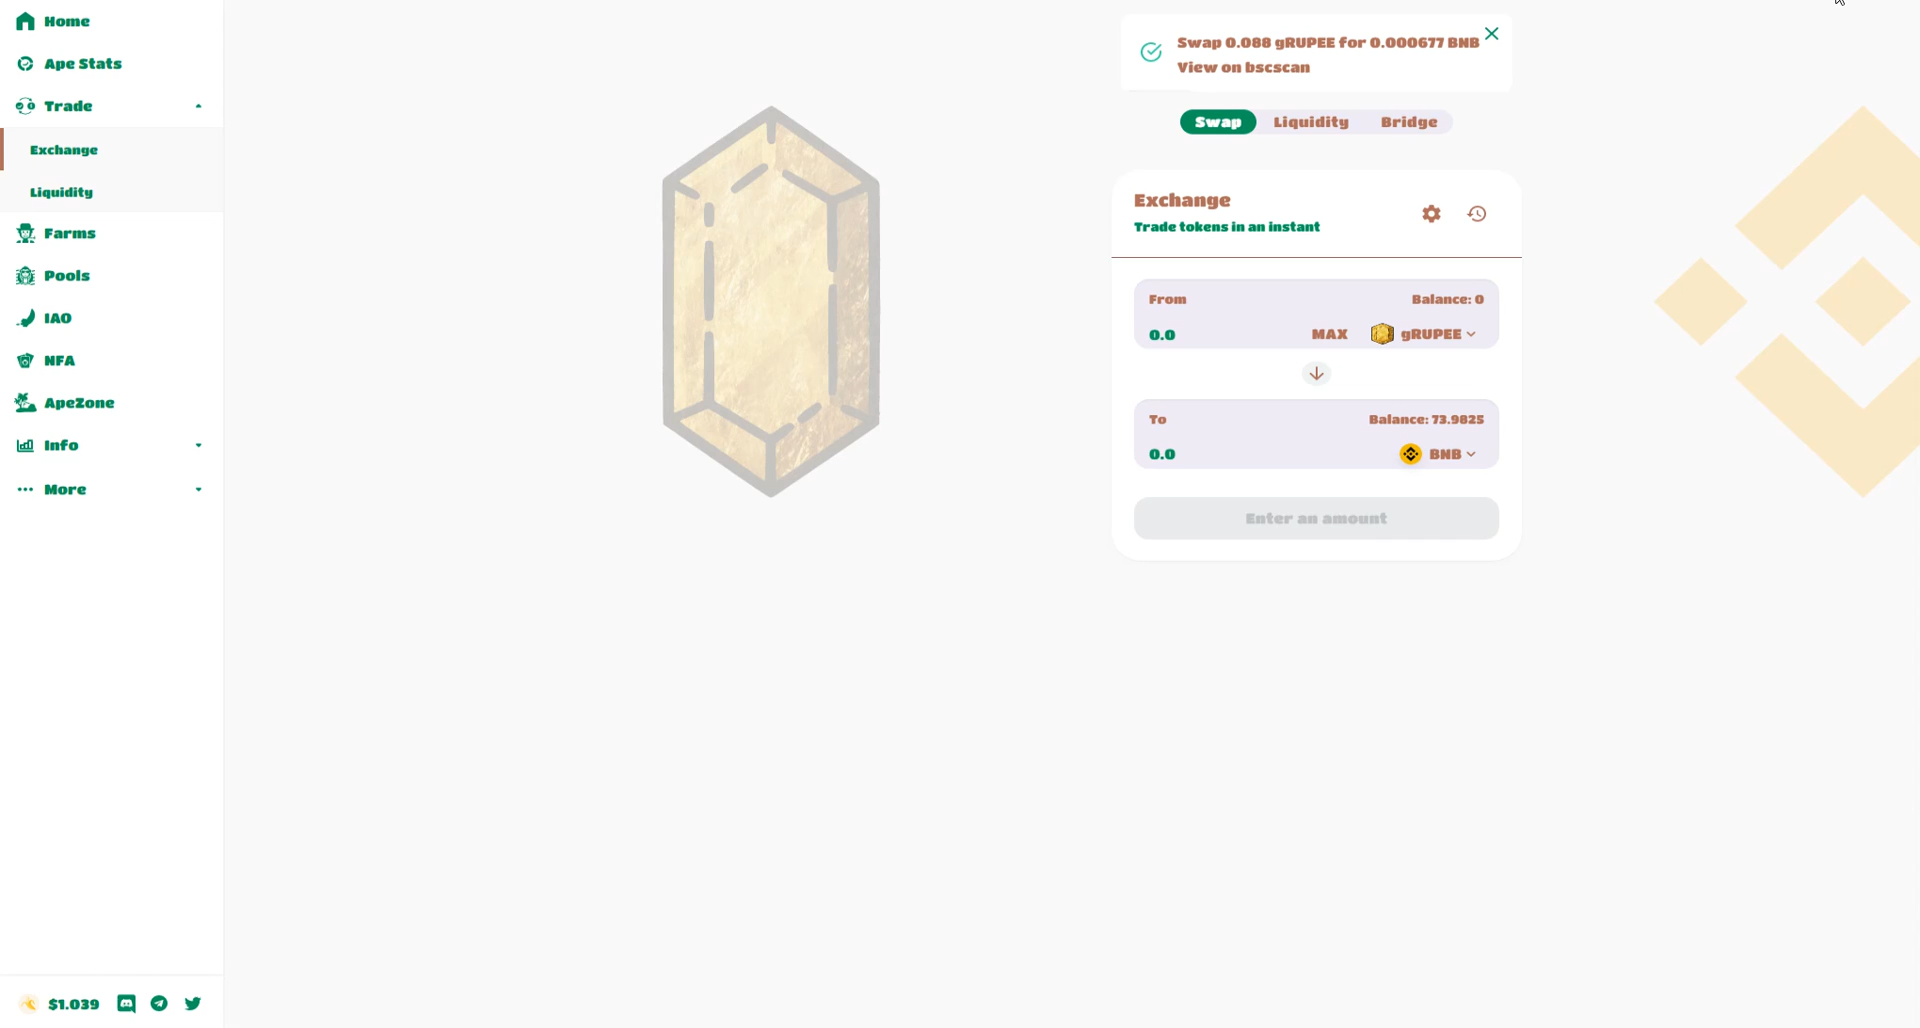 Home
Ape Stats
Trade
Exchange
Liquidity
Farms
Pools
IAO
NFA
ApeZone
Info
More
$1.039
Swap 0.088 gRUPEE for 0.000677 BNB
View on bscscan
Swap Liquidity Bridge
Exchange
Trade tokens in an instant
From Balance: 0
0.0 MAX gRUPEE
To Balance: 73.9825
0.0 BNB
Enter an amount